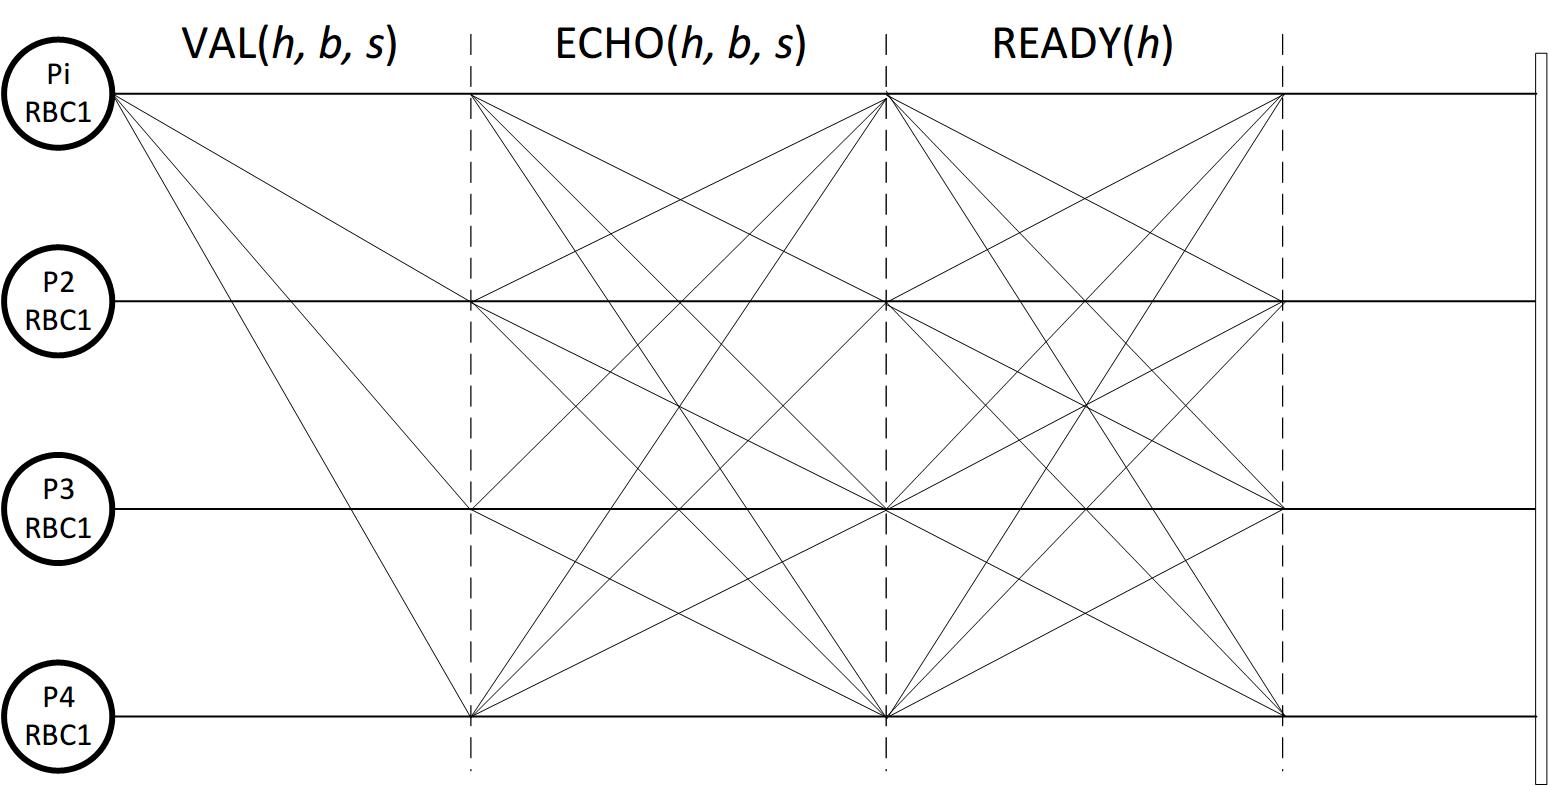 VAL(h, b, s)
ECHO(h, b, s)
READY(h)
Pi
RBC1
P2
RBC1
P3
RBC1
P4
RBC1